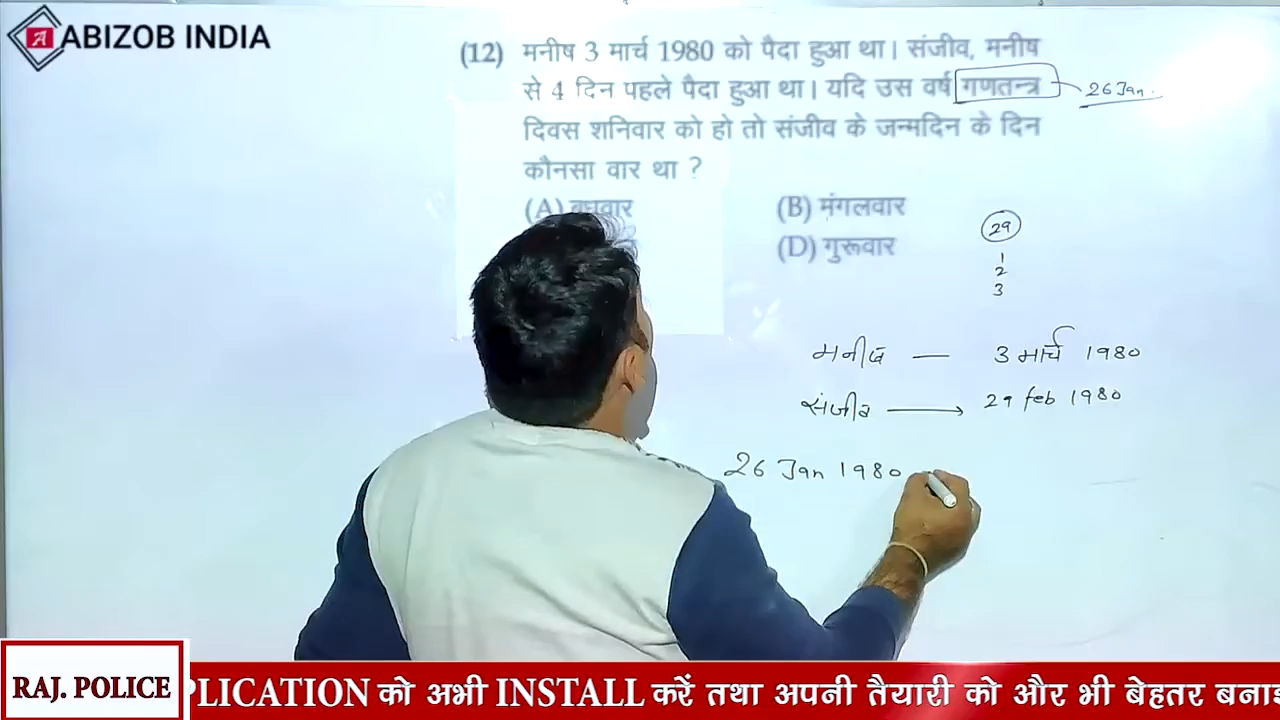 ABIZOB INDIA
(12) मनीष 3 मार्च 1980 को पैदा हुआ था। संजीव, मनीष
से 4 दिन पहले पैदा हुआ था। यदि उस वर्ष गणतन्त्र
26 Jan.
दिवस शनिवार को हो तो संजीव के जन्मदिन के दिन
कौनसा वार था ?
(A) बुधवार (B) मंगलवार
(D) गुरूवार
29
1
2
3
मनीष — 3 मार्च 1980
संजीव → 29 feb 1980
26 Jan 1980
RAJ. POLICE
PLICATION को अभी INSTALL करें तथा अपनी तैयारी को और भी बेहतर